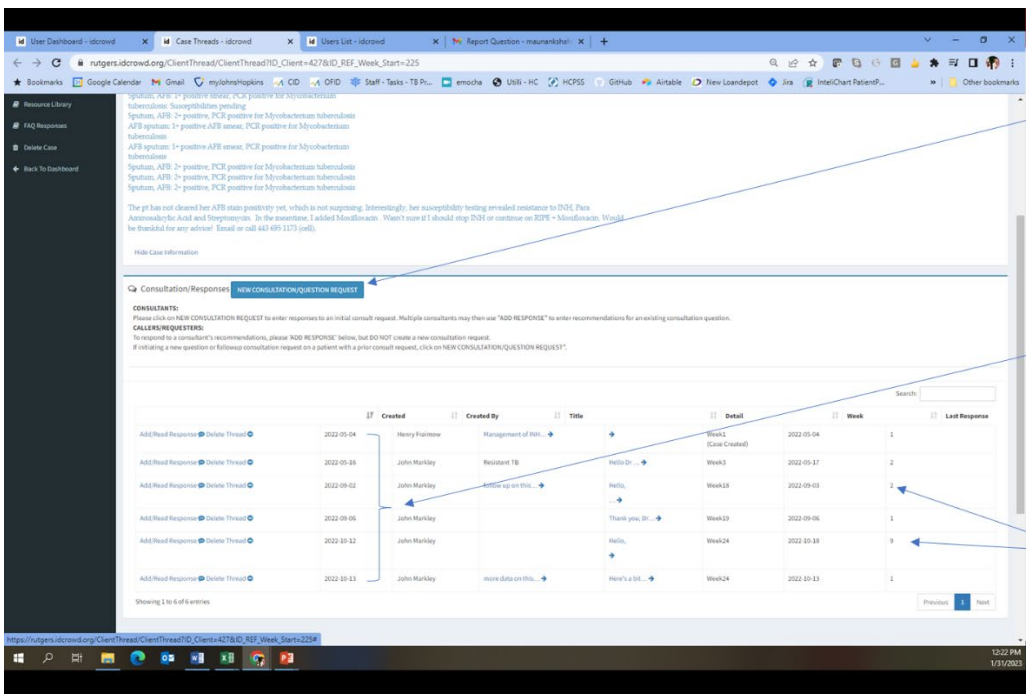 User Dashboard - idcrowd
Case Threads - idcrowd
Users List - idcrowd
Report Question - maunankshah
rutgers.idcrowd.org/ClientThread/ClientThread?ID_Client=427&ID_REF_Week_Start=225
Bookmarks Google Calendar Gmail myJohnsHopkins CID OFID Staff - Tasks - TB Pr... emocha Utilli - HC HCPSS GitHub Airtable New Loandepot Jira InteliChart PatientP... » Other bookmarks
Resource Library
FAQ Responses
Delete Case
Back To Dashboard
Sputum, AFB: 1+ positive smear, PCR positive for Mycobacterium
tuberculosis: Susceptibilities pending
Sputum, AFB: 2+ positive, PCR positive for Mycobacterium tuberculosis
AFB sputum: 1+ positive AFB smear, PCR positive for Mycobacterium
tuberculosis
AFB sputum: 1+ positive AFB smear, PCR positive for Mycobacterium
tuberculosis
Sputum, AFB: 2+ positive, PCR positive for Mycobacterium tuberculosis
Sputum, AFB: 2+ positive, PCR positive for Mycobacterium tuberculosis
Sputum, AFB: 2+ positive, PCR positive for Mycobacterium tuberculosis
The pt has not cleared her AFB stain positivity yet, which is not surprising. Interestingly, her susceptibility testing revealed resistance to INH, Para
Aminosalicylic Acid and Streptomycin. In the meantime, I added Moxifloxacin . Wasn't sure if I should stop INH or continue on RIPE + Moxifloxacin. Would
be thankful for any advice! Email or call 443 695 1173 (cell).
Hide Case Information
Consultation/Responses NEW CONSULTATION/QUESTION REQUEST
CONSULTANTS:
Please click on NEW CONSULTATION REQUEST to enter responses to an initial consult request. Multiple consultants may then use "ADD RESPONSE" to enter recommendations for an existing consultation question.
CALLERS/REQUESTERS:
To respond to a consultant's recommendations, please 'ADD RESPONSE' below, but DO NOT create a new consultation request.
If initiating a new question or followup consultation request on a patient with a prior consult request, click on NEW CONSULTATION/QUESTION REQUEST".
Search:
Created Created By Title Detail Week Last Response
Add/Read Response Delete Thread 2022-05-04 Henry Fraimow Management of INH... Week1 2022-05-04 1
(Case Created)
Add/Read Response Delete Thread 2022-05-16 John Markley Resistant TB Hello Dr ... Week3 2022-05-17 2
Add/Read Response Delete Thread 2022-09-02 John Markley follow up on this... Hello, Week18 2022-09-03 2
...
Add/Read Response Delete Thread 2022-09-06 John Markley Thank you, Dr... Week19 2022-09-06 1
Add/Read Response Delete Thread 2022-10-12 John Markley Hello, Week24 2022-10-18 9
Add/Read Response Delete Thread 2022-10-13 John Markley more data on this... Here's a bit... Week24 2022-10-13 1
Showing 1 to 6 of 6 entries
Previous 1 Next
https://rutgers.idcrowd.org/ClientThread/ClientThread?ID_Client=427&ID_REF_Week_Start=225#
12:22 PM
1/31/2023